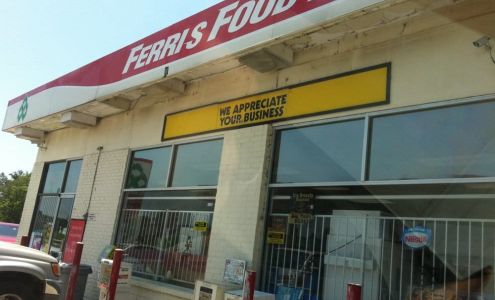 FERRIS FOOD
WE APPRECIATE
YOUR BUSINESS